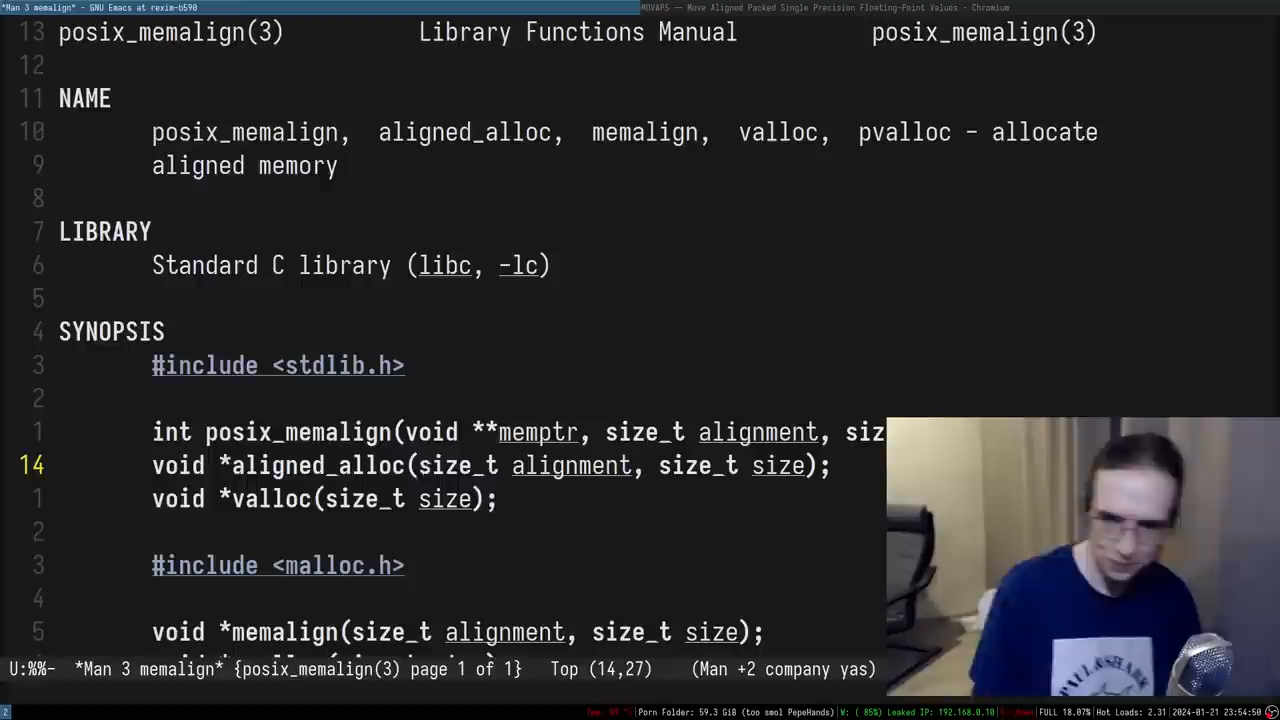 *Man 3 memalign* - GNU Emacs at rexim-b590
MOVAPS — Move Aligned Packed Single Precision Floating-Point Values - Chromium
13 posix_memalign(3) Library Functions Manual posix_memalign(3)
12
11 NAME
10 posix_memalign, aligned_alloc, memalign, valloc, pvalloc - allocate
9 aligned memory
8
7 LIBRARY
6 Standard C library (libc, -lc)
5
4 SYNOPSIS
3 #include <stdlib.h>
2
1 int posix_memalign(void **memptr, size_t alignment, siz
14 void *aligned_alloc(size_t alignment, size_t size);
1 void *valloc(size_t size);
2
3 #include <malloc.h>
4
5 void *memalign(size_t alignment, size_t size);
U:%%- *Man 3 memalign* {posix_memalign(3) page 1 of 1} Top (14,27) (Man +2 company yas)
2 Porn Folder: 59.3 GiB (too smol PepeHands) W: ( 85%) Leaked IP: 192.168.0.10 FULL 18.07% Hot Loads: 2.31 2024-01-21 23:54:50